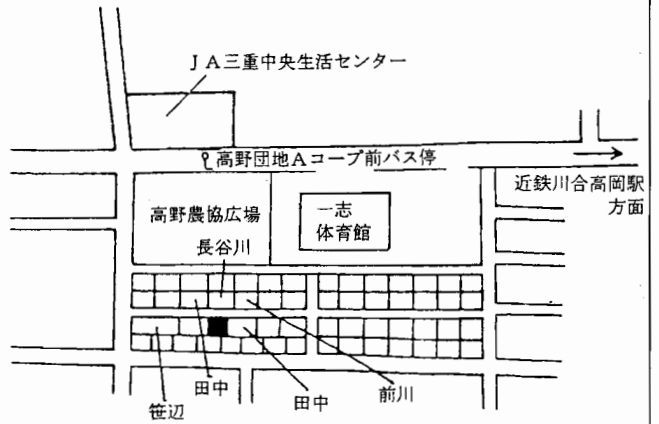 JA三重中央生活センター
高野団地Aコープ前バス停
近鉄川合高岡駅
方面
高野農協広場
一志
体育館
長谷川
田中
田中
前川
笹辺